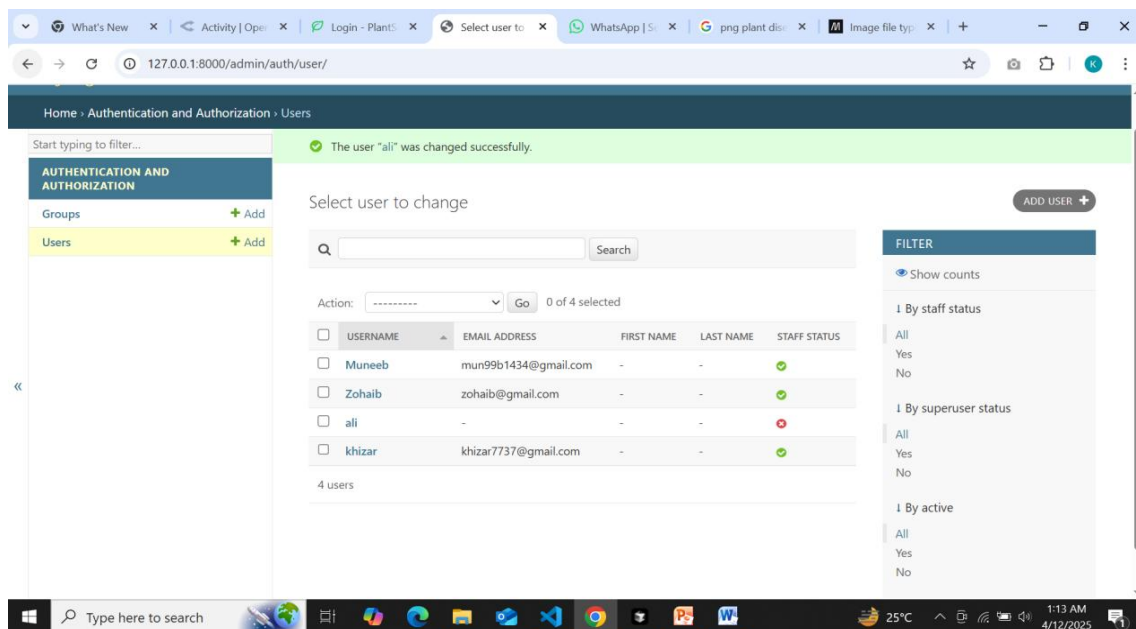 What's New
Activity | Oper
Login - PlantS
Select user to
WhatsApp | S
png plant dise
Image file typ
127.0.0.1:8000/admin/auth/user/
K
Home › Authentication and Authorization › Users
Start typing to filter...
The user "ali" was changed successfully.
AUTHENTICATION AND
AUTHORIZATION
Groups + Add
Users + Add
Select user to change
ADD USER +
Search
Action: --------- Go 0 of 4 selected
USERNAME EMAIL ADDRESS FIRST NAME LAST NAME STAFF STATUS
Muneeb mun99b1434@gmail.com - -
Zohaib zohaib@gmail.com - -
ali - - -
khizar khizar7737@gmail.com - -
4 users
FILTER
Show counts
↓ By staff status
All
Yes
No
↓ By superuser status
All
Yes
No
↓ By active
All
Yes
No
«
Type here to search
25°C
1:13 AM
4/12/2025